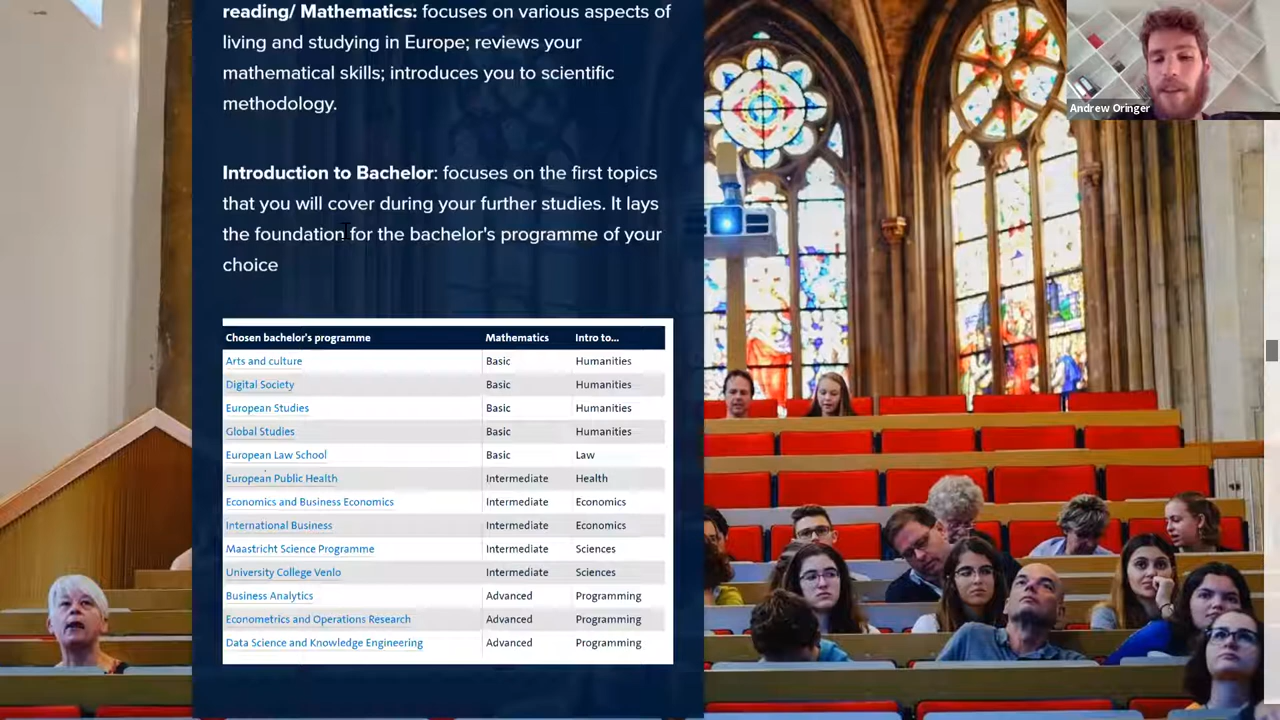 reading/ Mathematics: focuses on various aspects of
living and studying in Europe; reviews your
mathematical skills; introduces you to scientific
methodology.
Andrew Oringer
Introduction to Bachelor: focuses on the first topics
that you will cover during your further studies. It lays
the foundation for the bachelor's programme of your
choice
Chosen bachelor's programme Mathematics Intro to...
Arts and culture Basic Humanities
Digital Society Basic Humanities
European Studies Basic Humanities
Global Studies Basic Humanities
European Law School Basic Law
European Public Health Intermediate Health
Economics and Business Economics Intermediate Economics
International Business Intermediate Economics
Maastricht Science Programme Intermediate Sciences
University College Venlo Intermediate Sciences
Business Analytics Advanced Programming
Econometrics and Operations Research Advanced Programming
Data Science and Knowledge Engineering Advanced Programming